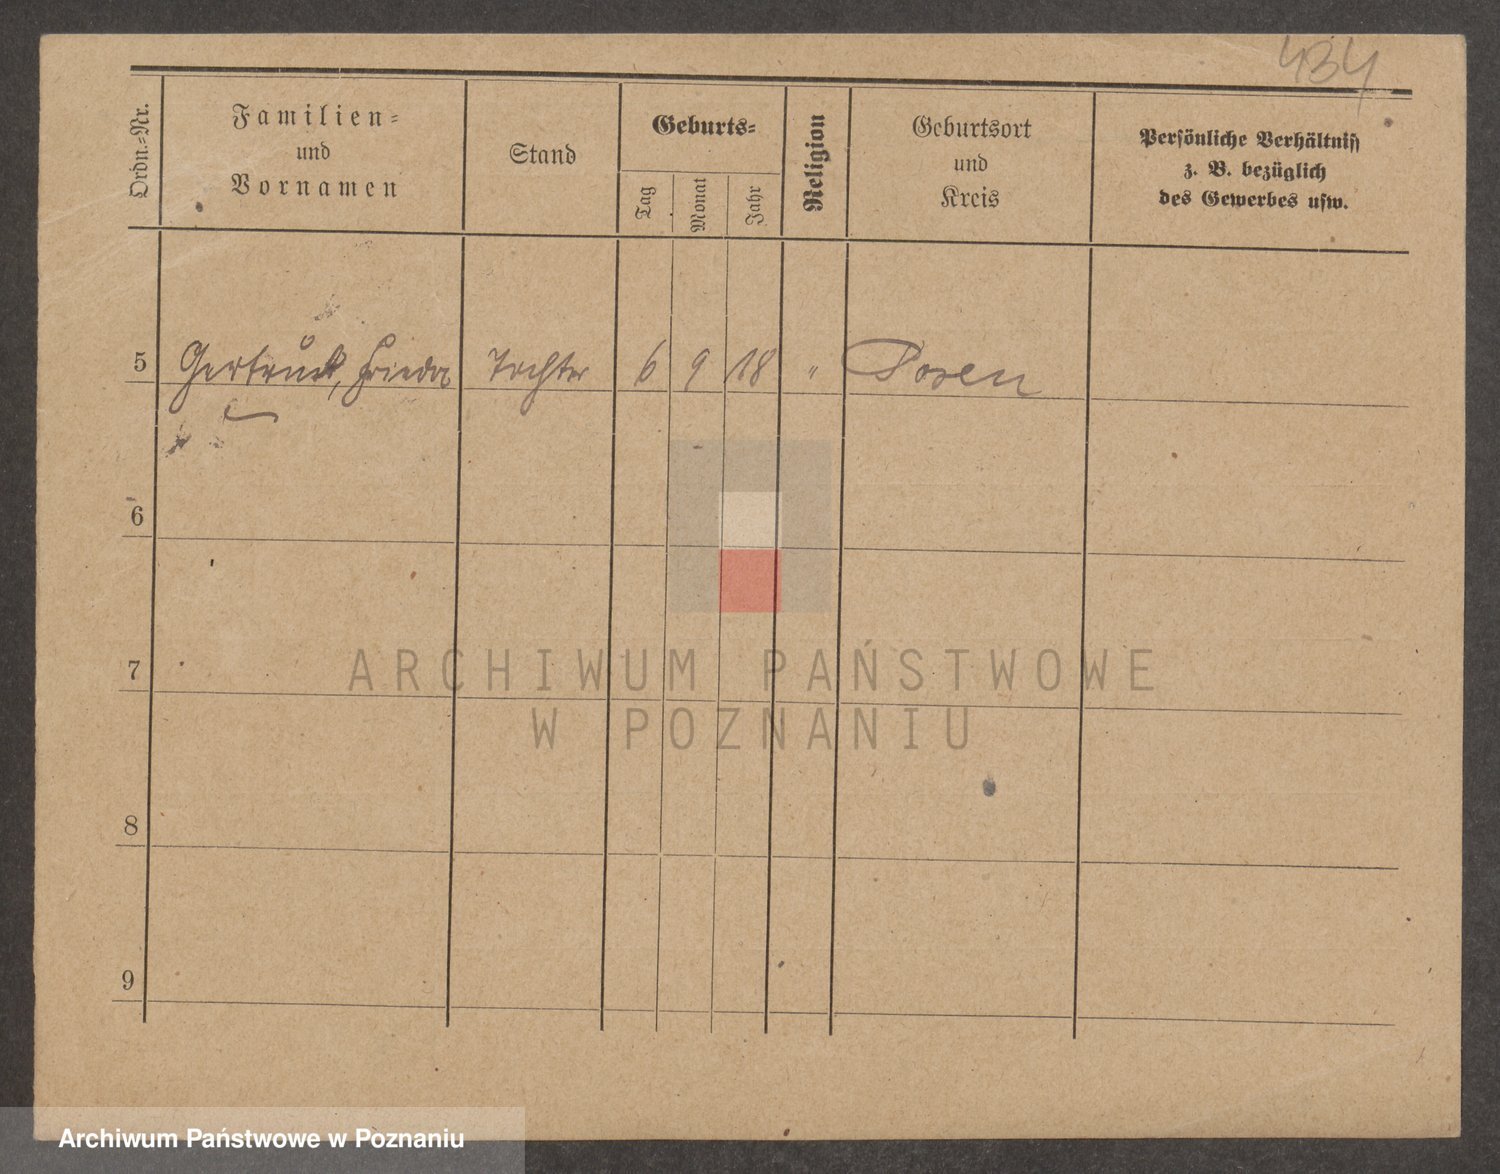 434
Ordn.-Nr.
Familien-
und
Vornamen
Stand
Geburts-
Tag
Monat
Jahr
Religion
Geburtsort
und
Kreis
Persönliche Verhältniss
z. B. bezüglich
des Gewerbes usw.
5 Gertrud, Frieda Tochter 6 9 18 " Posen
6
7
8
9
ARCHIWUM PAŃSTWOWE
W POZNANIU
Archiwum Państwowe w Poznaniu